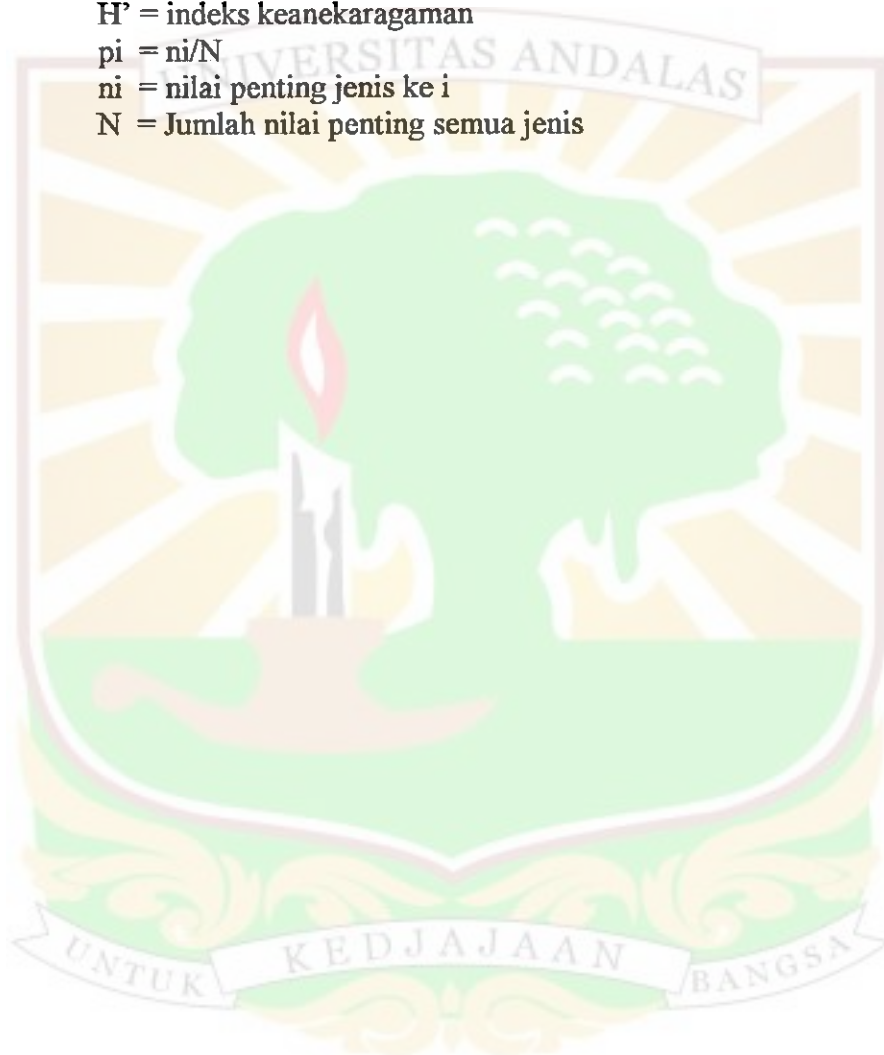 H’ = indeks keanekaragaman
pi = ni/N
ni = nilai penting jenis ke i
N = Jumlah nilai penting semua jenis
UNIVERSITAS ANDALAS
UNTUK KEDJAJAAN BANGSA